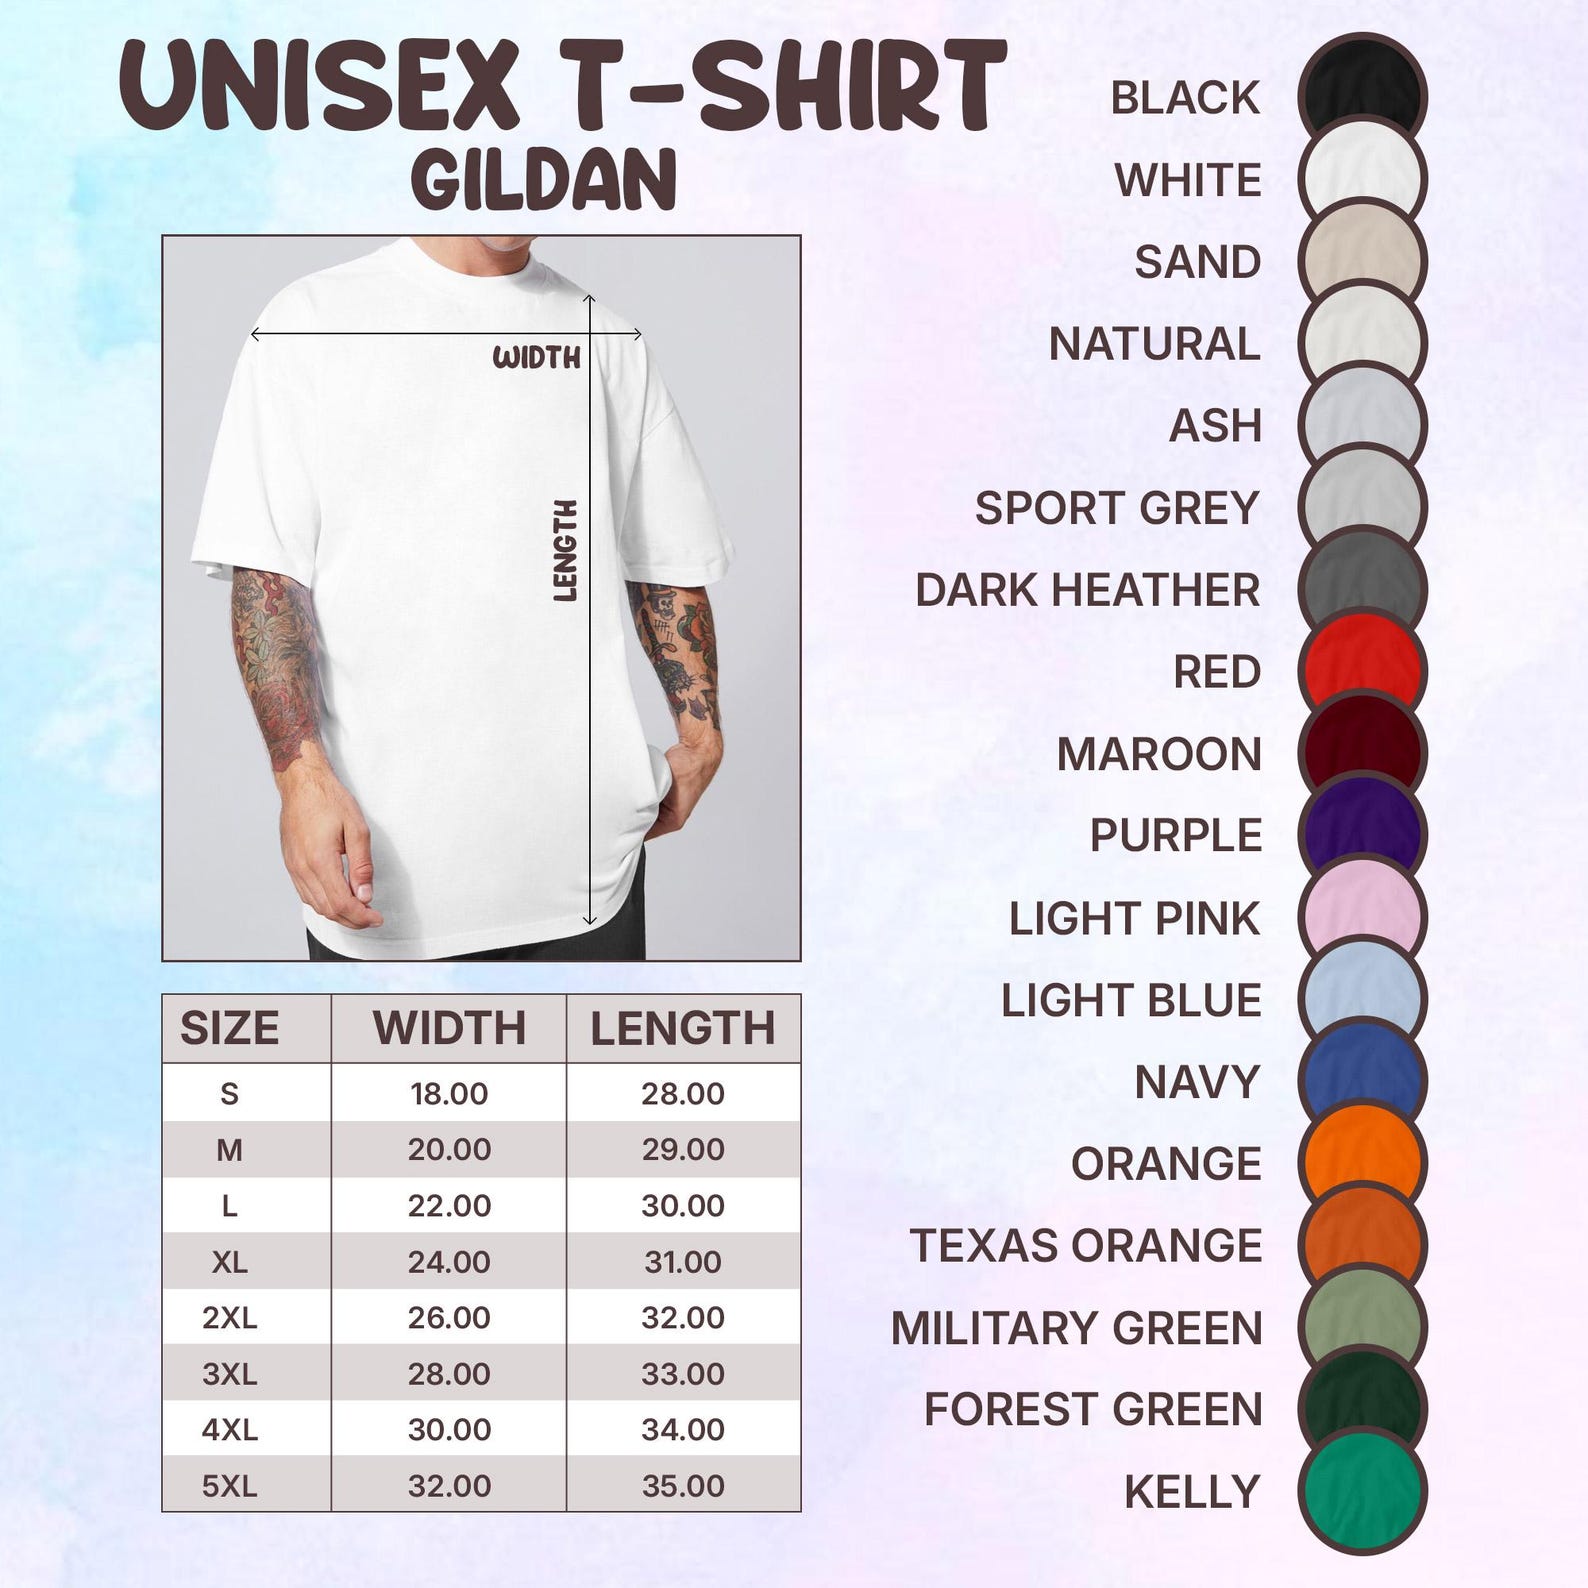 UNISEX T-SHIRT
GILDAN
WIDTH
LENGTH
SIZE WIDTH LENGTH
S 18.00 28.00
M 20.00 29.00
L 22.00 30.00
XL 24.00 31.00
2XL 26.00 32.00
3XL 28.00 33.00
4XL 30.00 34.00
5XL 32.00 35.00
BLACK
WHITE
SAND
NATURAL
ASH
SPORT GREY
DARK HEATHER
RED
MAROON
PURPLE
LIGHT PINK
LIGHT BLUE
NAVY
ORANGE
TEXAS ORANGE
MILITARY GREEN
FOREST GREEN
KELLY